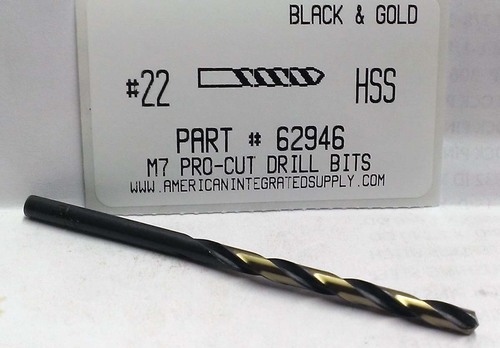 BLACK & GOLD
#22 HSS
PART # 62946
M7 PRO-CUT DRILL BITS
WWW.AMERICANINTEGRATEDSUPPLY.COM